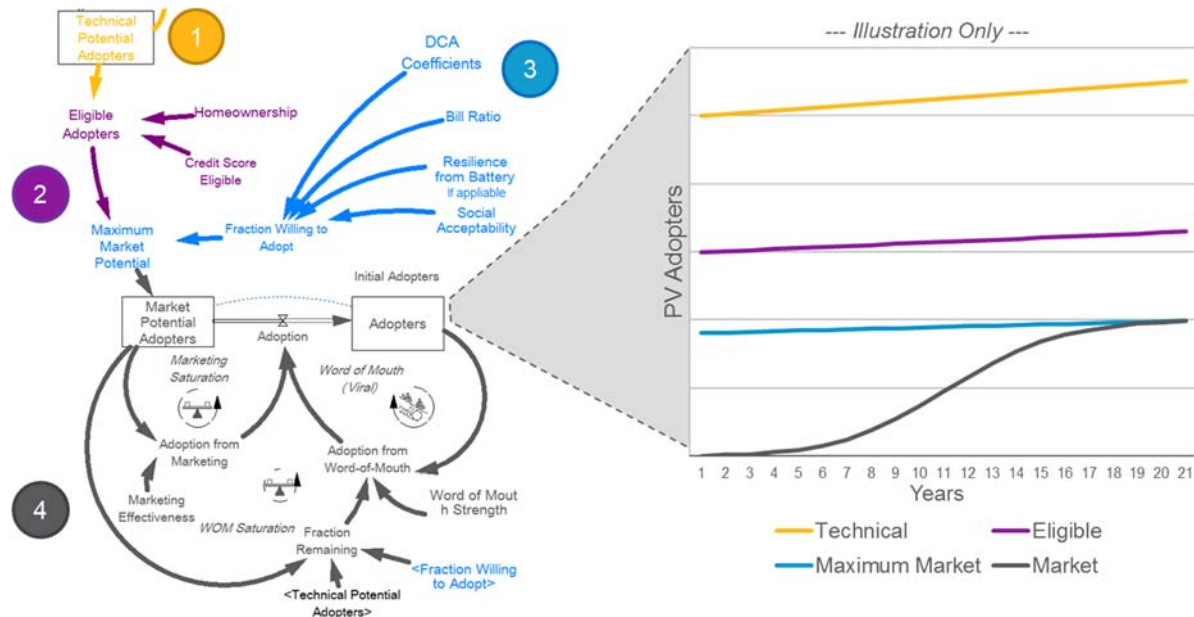 Technical
Potential
Adopters
1
Eligible
Adopters
Homeownership
Credit Score
Eligible
2
DCA
Coefficients
3
Bill Ratio
Resilience
from Battery
If appliable
Social
Acceptability
Fraction Willing to
Adopt
Maximum
Market
Potential
Initial Adopters
Market
Potential
Adopters
Adoption
Adopters
Marketing
Saturation
Word of Mouth
(Viral)
Adoption from
Marketing
Adoption from
Word-of-Mouth
4
Marketing
Effectiveness
WOM Saturation
Word of Mout
h Strength
Fraction
Remaining
<Fraction Willing
to Adopt>
<Technical Potential
Adopters>
--- Illustration Only ---
PV Adopters
1 2 3 4 5 6 7 8 9 10 11 12 13 14 15 16 17 18 19 20 21
Years
Technical
Eligible
Maximum Market
Market